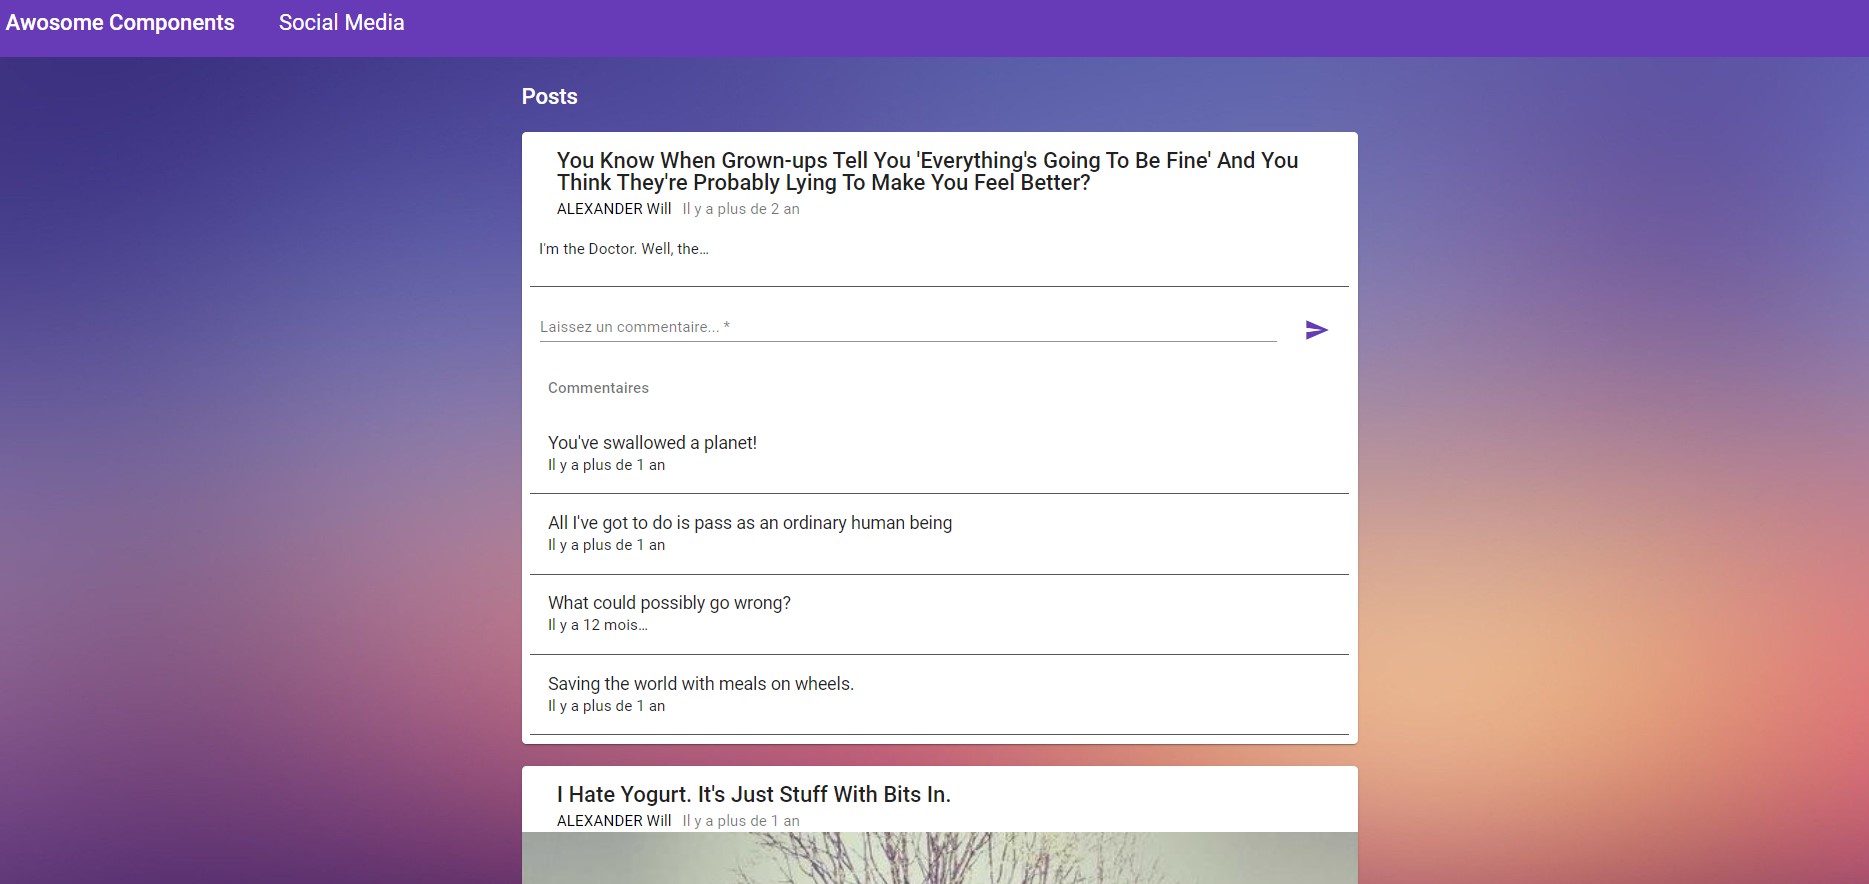 Awosome Components Social Media
Posts
You Know When Grown-ups Tell You 'Everything's Going To Be Fine' And You
Think They're Probably Lying To Make You Feel Better?
ALEXANDER Will Il y a plus de 2 an
I'm the Doctor. Well, the…
Laissez un commentaire... *
Commentaires
You've swallowed a planet!
Il y a plus de 1 an
All I've got to do is pass as an ordinary human being
Il y a plus de 1 an
What could possibly go wrong?
Il y a 12 mois…
Saving the world with meals on wheels.
Il y a plus de 1 an
I Hate Yogurt. It's Just Stuff With Bits In.
ALEXANDER Will Il y a plus de 1 an